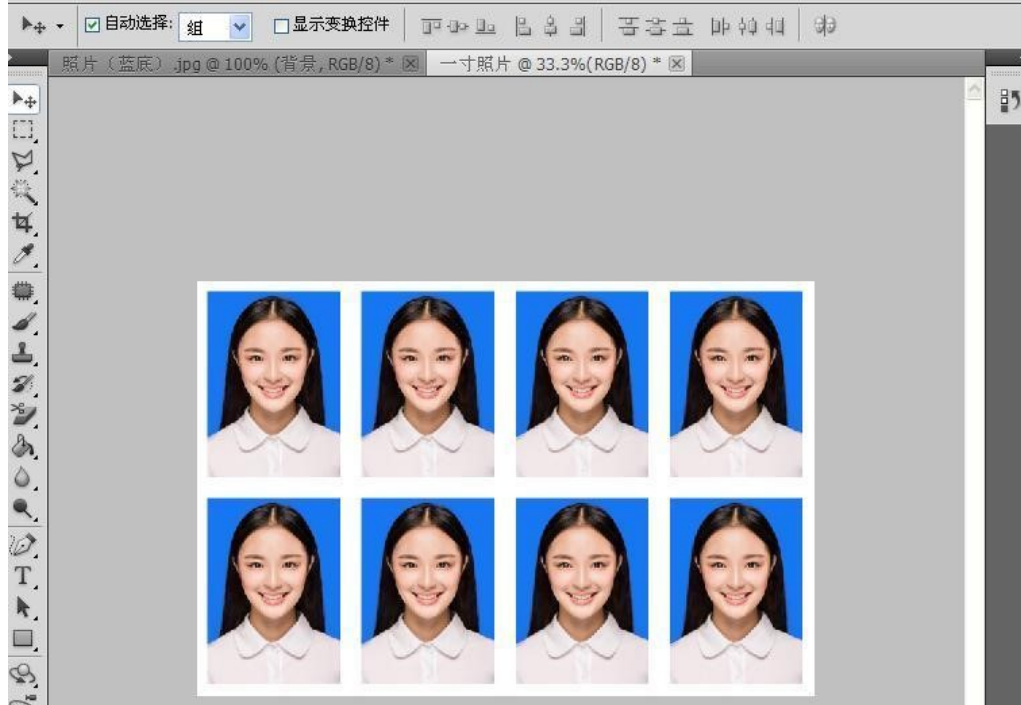 自动选择: 组 显示变换控件
照片（蓝底）.jpg @ 100% (背景, RGB/8) * 一寸照片 @ 33.3%(RGB/8) *
T